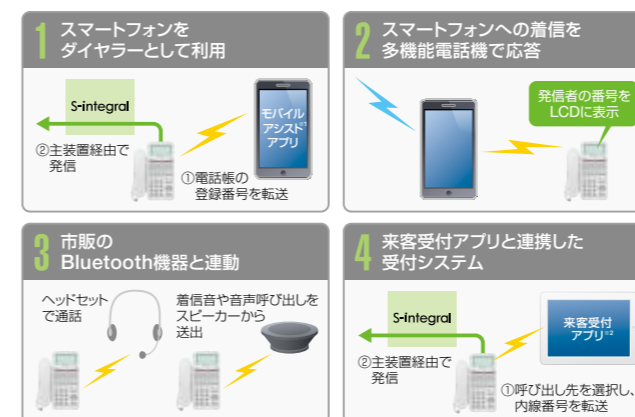 1
スマートフォンを
ダイヤラーとして利用
S-integral
モバイル
アシスト※1
アプリ
②主装置経由で
発信
①電話帳の
登録番号を転送
2
スマートフォンへの着信を
多機能電話機で応答
発信者の番号を
LCDに表示
3
市販の
Bluetooth機器と連動
ヘッドセット
で通話
着信音や音声呼び出しを
スピーカーから
送出
4
来客受付アプリと連携した
受付システム
S-integral
来客受付
アプリ※2
②主装置経由で
発信
①呼び出し先を選択し、
内線番号を転送